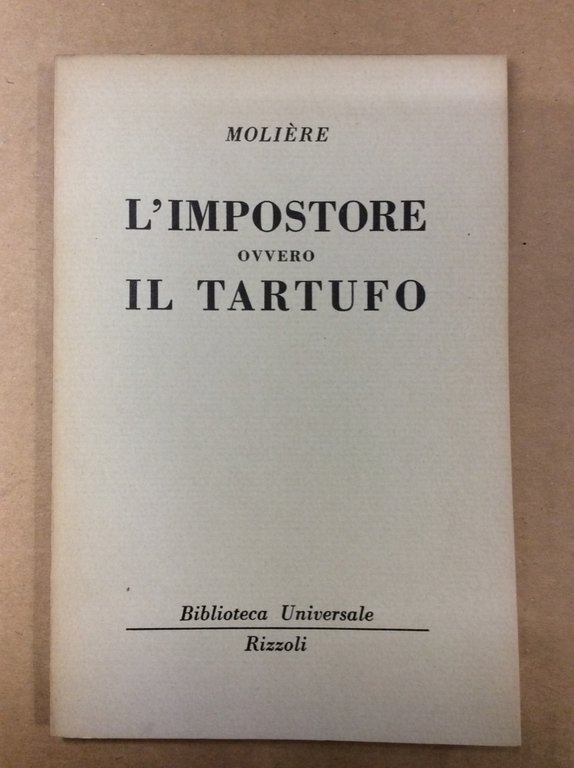 MOLIÈRE
L'IMPOSTORE
OVVERO
IL TARTUFO
Biblioteca Universale
Rizzoli